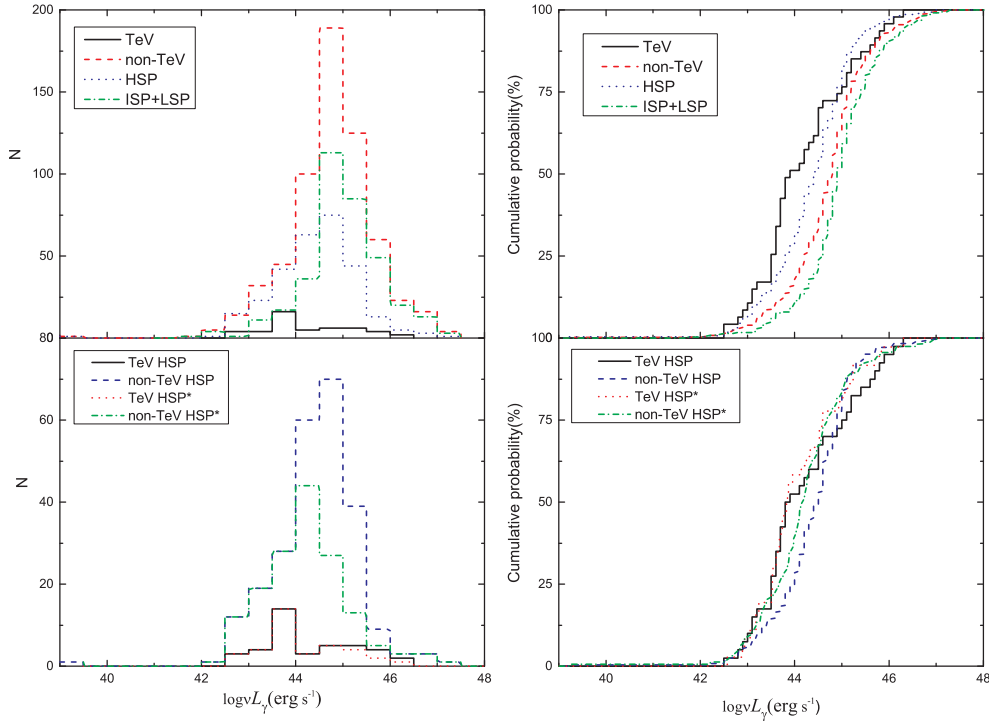 200
150
100
50
80
N
TeV
non-TeV
HSP
ISP+LSP
100
75
50
25
100
Cumulative probability(%)
TeV
non-TeV
HSP
ISP+LSP
60
40
20
0
N
TeV HSP
non-TeV HSP
TeV HSP*
non-TeV HSP*
42
44
46
48
logνLγ(erg s⁻¹)
75
50
25
0
Cumulative probability(%)
TeV HSP
non-TeV HSP
TeV HSP*
non-TeV HSP*
40
42
44
46
48
logνLγ(erg s⁻¹)